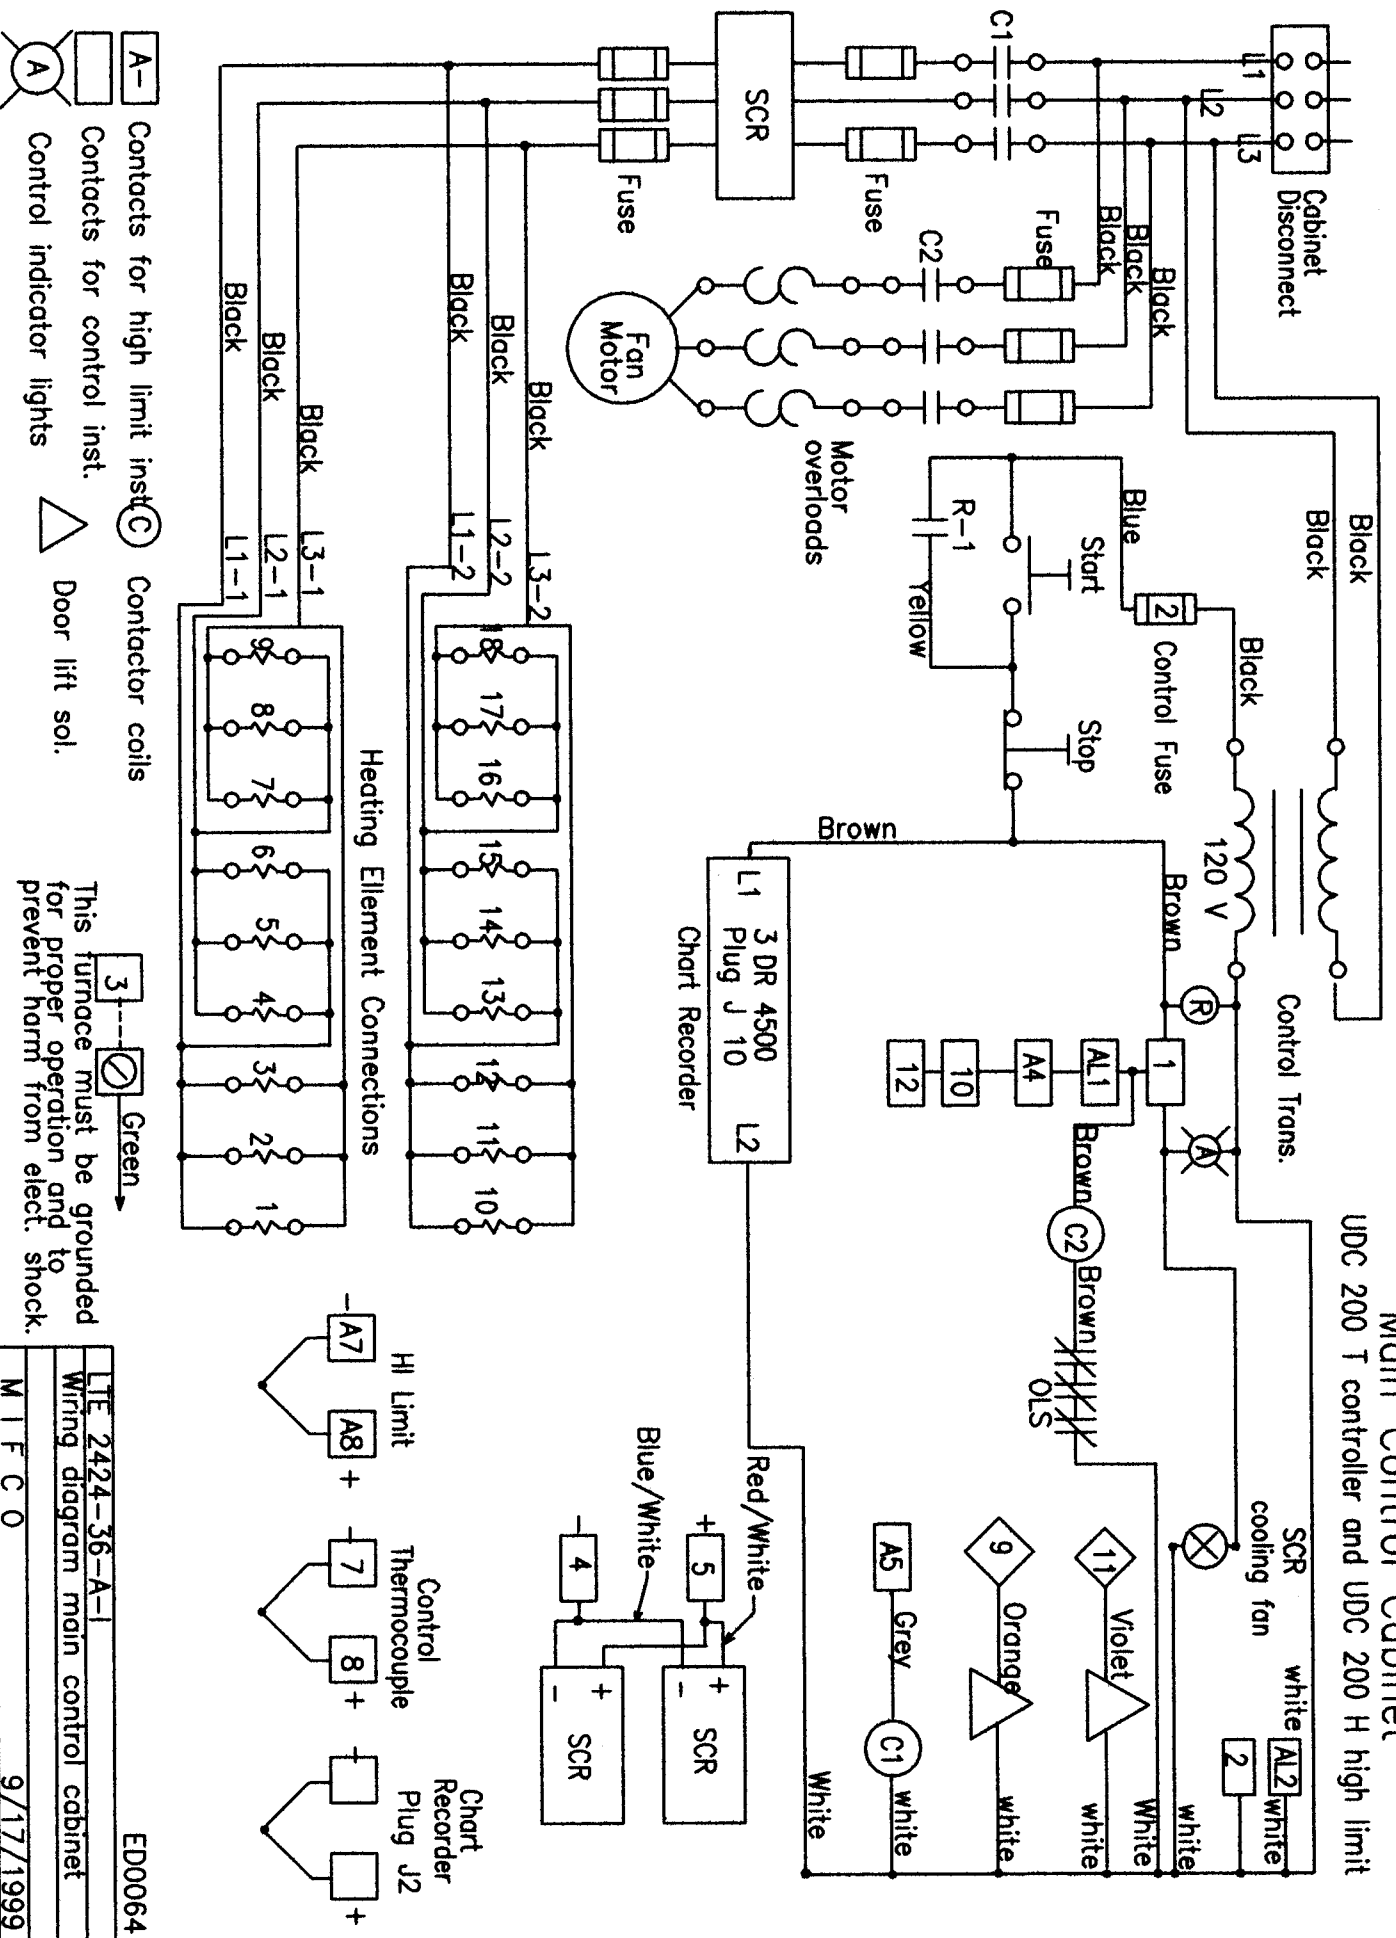 Main Control Cabinet
UDC 200 T controller and UDC 200 H high limit
Cabinet
Disconnect
L1
L2
L3
Black
Black
Control Trans.
120 V
Black
Control Fuse
2
Blue
Start
Stop
R-1
Yellow
Brown
Brown
R
1
A
AL1
A4
10
12
Brown
C2
Brown
OLS
SCR
cooling fan
white
AL2
white
2
white
White
11
Violet
white
9
Orange
white
A5
Grey
C1
white
White
L1
3 DR 4500
Plug J 10
L2
Chart Recorder
Red/White
Blue/White
+
5
-
4
+
-
SCR
+
-
SCR
C1
Black
Black
Black
Fuse
C2
Motor
overloads
Fan
Motor
Fuse
SCR
Fuse
Black
Black
Black
L3-2
L2-2
L1-2
18
17
16
15
14
13
12
11
10
Heating Ellement Connections
Black
Black
Black
L3-1
L2-1
L1-1
9
8
7
6
5
4
3
2
1
HI Limit
-
A7
A8
+
Control
Thermocouple
-
7
8
+
Chart
Recorder
Plug J2
+
A-
Contacts for high limit inst.
C
Contactor coils
Contacts for control inst.
Door lift sol.
A
Control indicator lights
3
Green
This furnace must be grounded
for proper operation and to
prevent harm from elect. shock.
ED0064
LTE 2424-36-A-I
Wiring diagram main control cabinet
M I F C O
9/17/1999